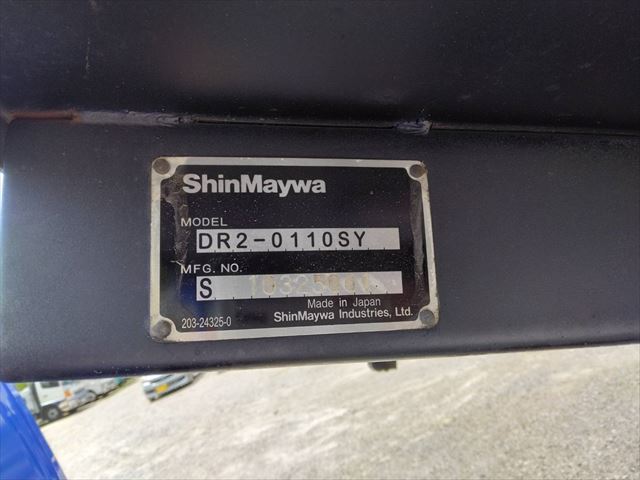 ShinMaywa
MODEL
DR2-0110SY
MFG. NO.
S
Made in Japan
203-24325-0
ShinMaywa Industries, Ltd.